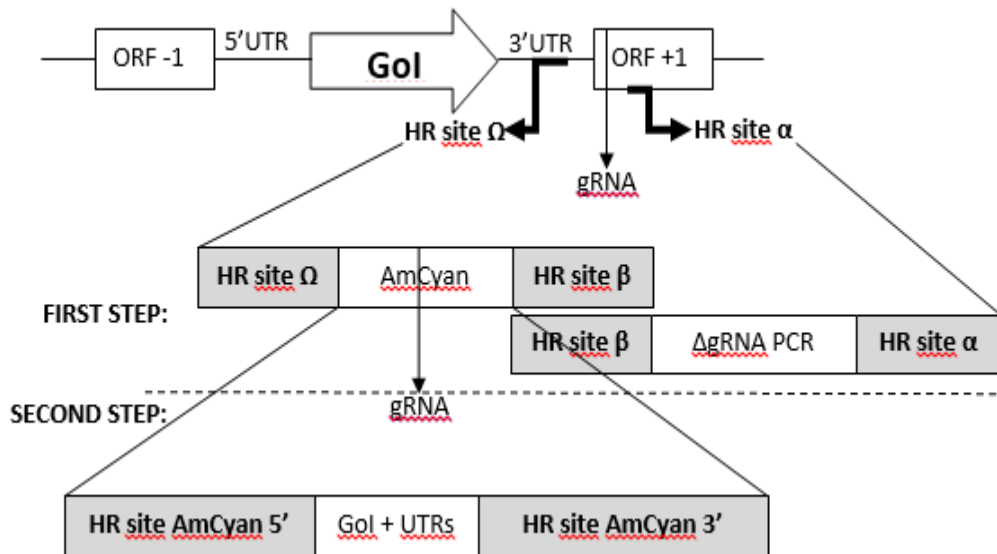 ORF -1
5’UTR
GoI
3’UTR
ORF +1
HR site Ω
HR site α
gRNA
HR site Ω
AmCyan
HR site β
FIRST STEP:
HR site β
ΔgRNA PCR
HR site α
SECOND STEP:
gRNA
HR site AmCyan 5’
GoI + UTRs
HR site AmCyan 3’